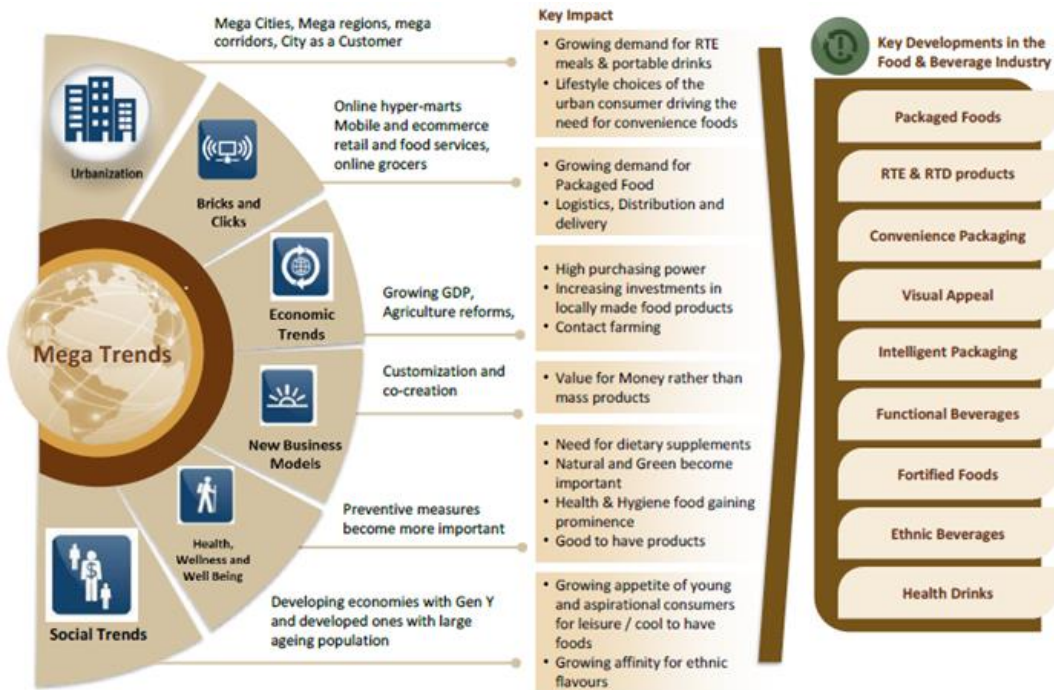 Mega Cities, Mega regions, mega
corridors, City as a Customer
Online hyper-marts
Mobile and ecommerce
retail and food services,
online grocers
Growing GDP,
Agriculture reforms,
Customization and
co-creation
Preventive measures
become more important
Developing economies with Gen Y
and developed ones with large
ageing population
Urbanization
Bricks and
Clicks
Economic
Trends
Mega Trends
New Business
Models
Health,
Wellness and
Well Being
$
Social Trends
Key Impact
• Growing demand for RTE
meals & portable drinks
• Lifestyle choices of the
urban consumer driving the
need for convenience foods
• Growing demand for
Packaged Food
• Logistics, Distribution and
delivery
• High purchasing power
• Increasing investments in
locally made food products
• Contact farming
• Value for Money rather than
mass products
• Need for dietary supplements
• Natural and Green become
important
• Health & Hygiene food gaining
prominence
• Good to have products
• Growing appetite of young
and aspirational consumers
for leisure / cool to have
foods
• Growing affinity for ethnic
flavours
Key Developments in the
Food & Beverage Industry
Packaged Foods
RTE & RTD products
Convenience Packaging
Visual Appeal
Intelligent Packaging
Functional Beverages
Fortified Foods
Ethnic Beverages
Health Drinks